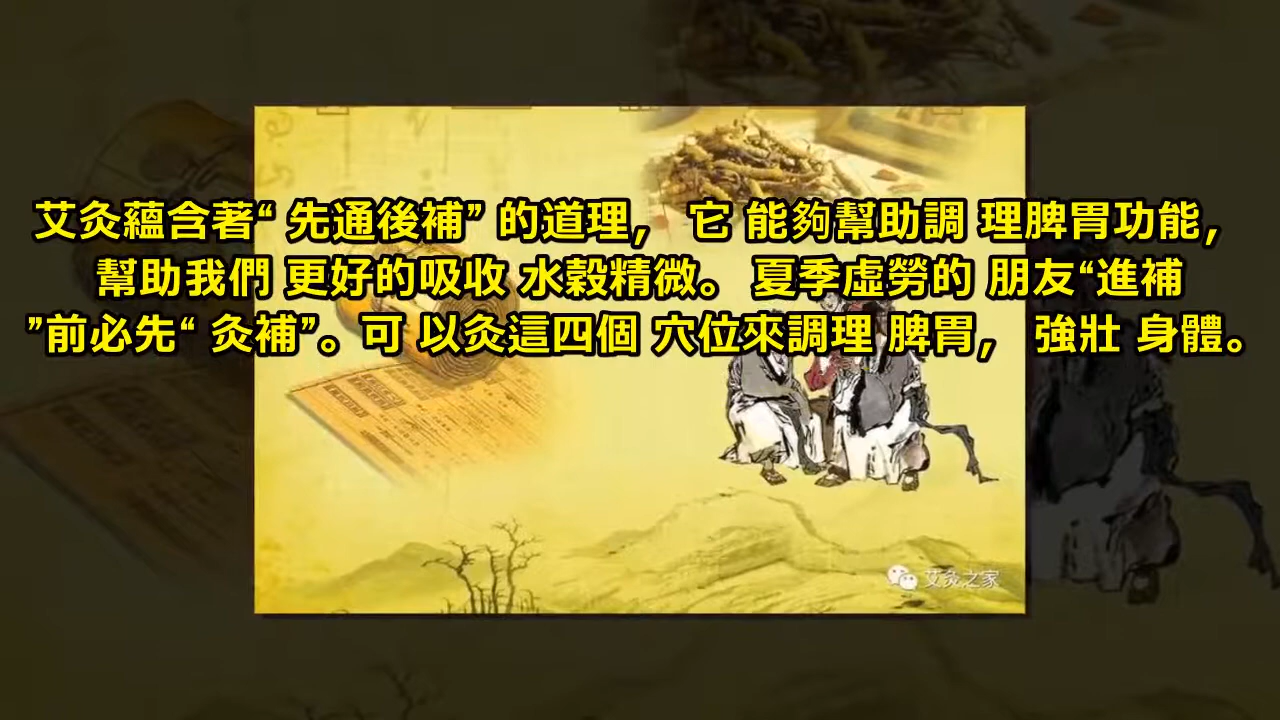 艾灸蘊含著“ 先通後補” 的道理， 它 能夠幫助調 理脾胃功能，
幫助我們 更好的吸收 水穀精微。 夏季虛勞的 朋友“進補
”前必先“ 灸補”。可 以灸這四個 穴位來調理 脾胃， 強壯 身體。
艾灸之家